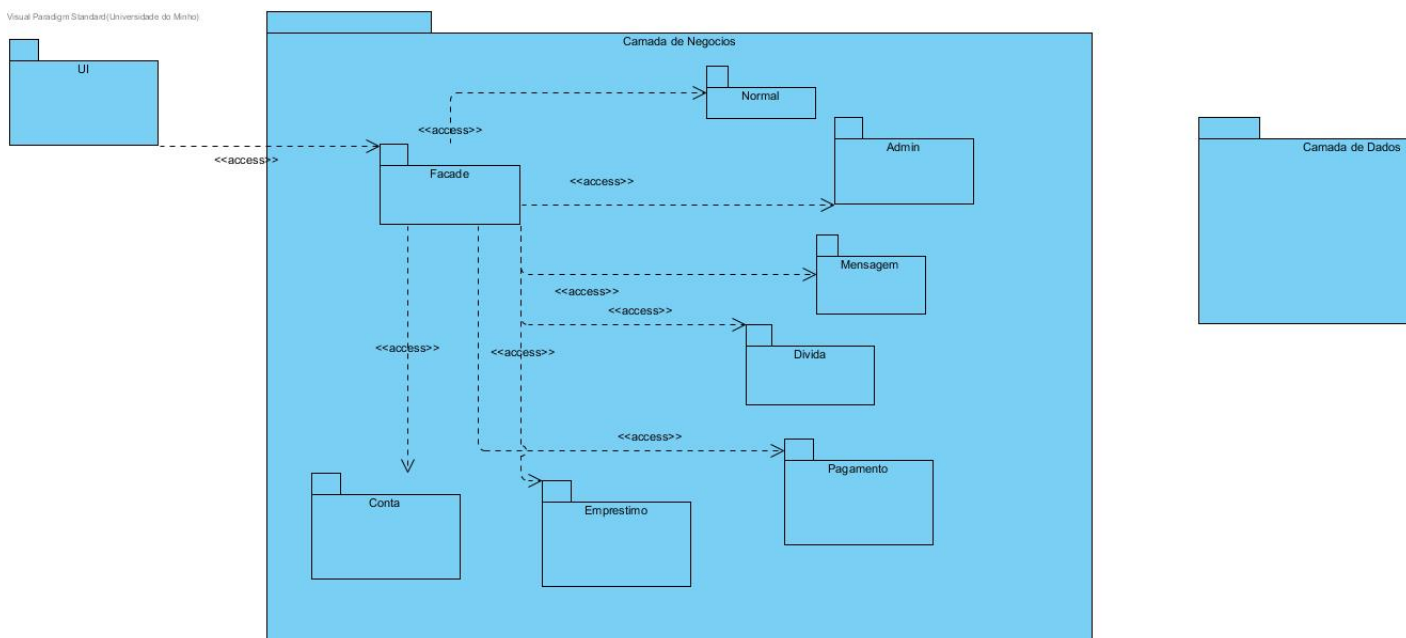 Visual Paradigm Standard(Universidade do Minho)
UI
Camada de Negocios
Normal
<<access>>
Admin
Camada de Dados
<<access>>
Facade
<<access>>
Mensagem
<<access>>
<<access>>
Divida
<<access>>
<<access>>
<<access>>
Pagamento
Conta
Emprestimo